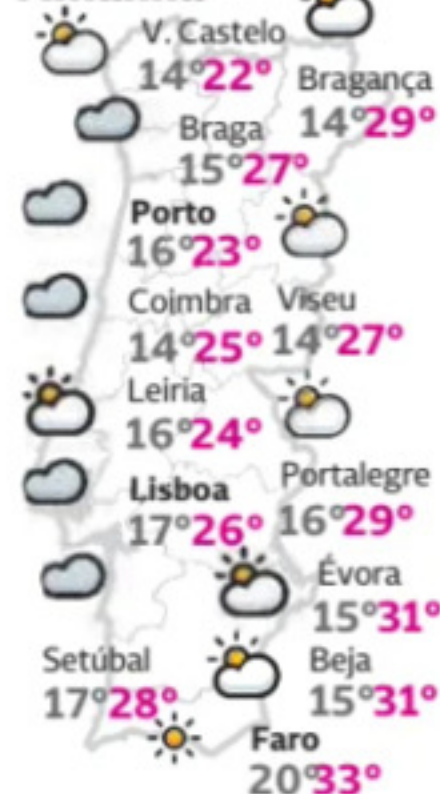 V. Castelo
14° 22°
Bragança
14° 29°
Braga
15° 27°
Porto
16° 23°
Coimbra
14° 25°
Viseu
14° 27°
Leiria
16° 24°
Portalegre
16° 29°
Lisboa
17° 26°
Évora
15° 31°
Setúbal
17° 28°
Beja
15° 31°
Faro
20° 33°